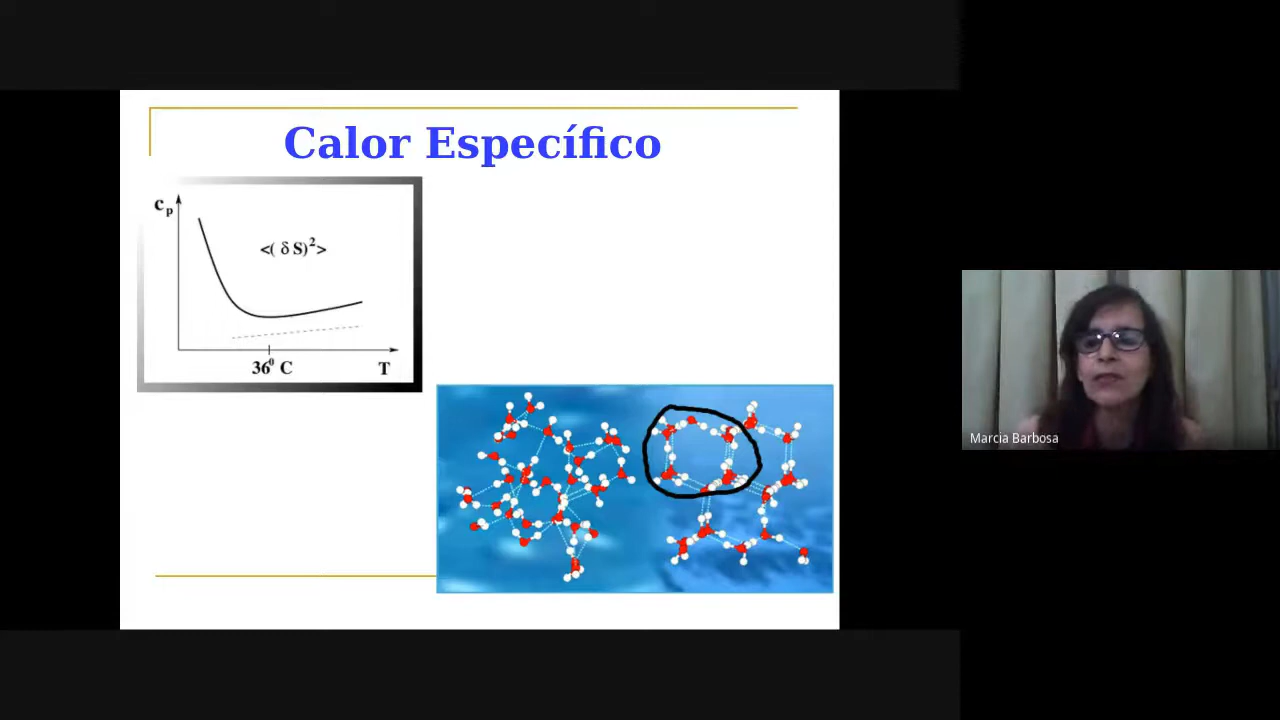 Calor Específico
c_p
<( δ S)²>
36⁰ C
T
Marcia Barbosa